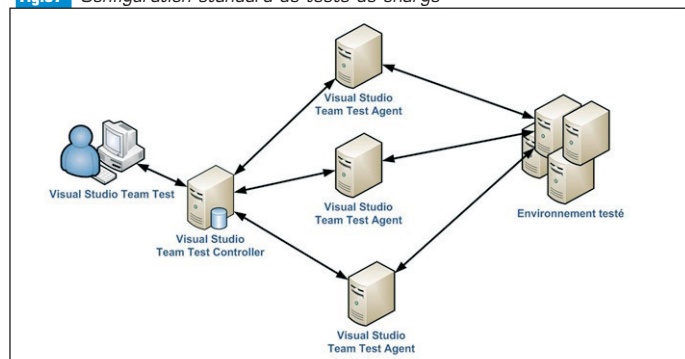 Configuration standard de tests de charge
Visual Studio
Team Test Agent
Visual Studio Team Test
Visual Studio
Team Test Agent
Environnement testé
Visual Studio
Team Test Controller
Visual Studio
Team Test Agent